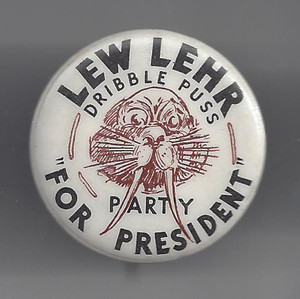 LEW LEHR
DRIBBLE PUSS
PARTY
"FOR PRESIDENT"